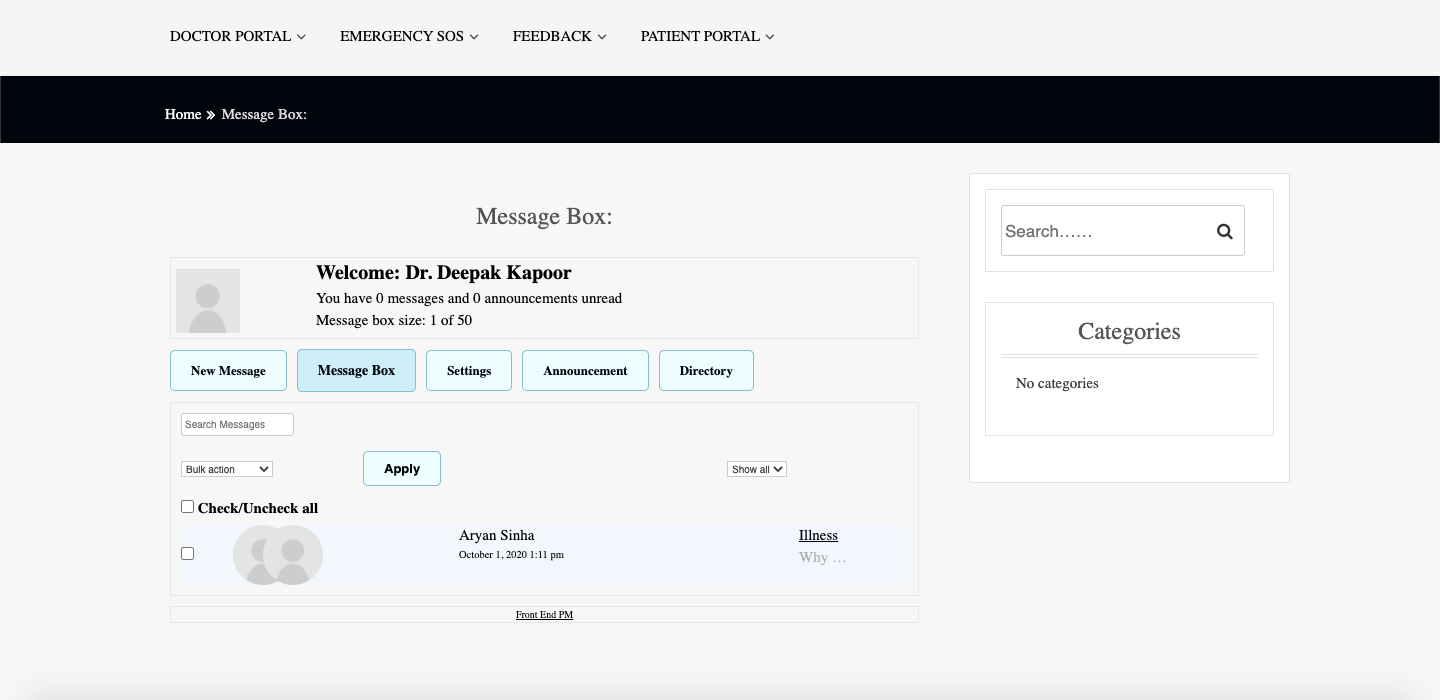 DOCTOR PORTAL EMERGENCY SOS FEEDBACK PATIENT PORTAL
Home » Message Box:
Message Box:
Welcome: Dr. Deepak Kapoor
You have 0 messages and 0 announcements unread
Message box size: 1 of 50
New Message Message Box Settings Announcement Directory
Search Messages
Bulk action Apply Show all
Check/Uncheck all
Aryan Sinha Illness
October 1, 2020 1:11 pm Why …
Front End PM
Search……
Categories
No categories